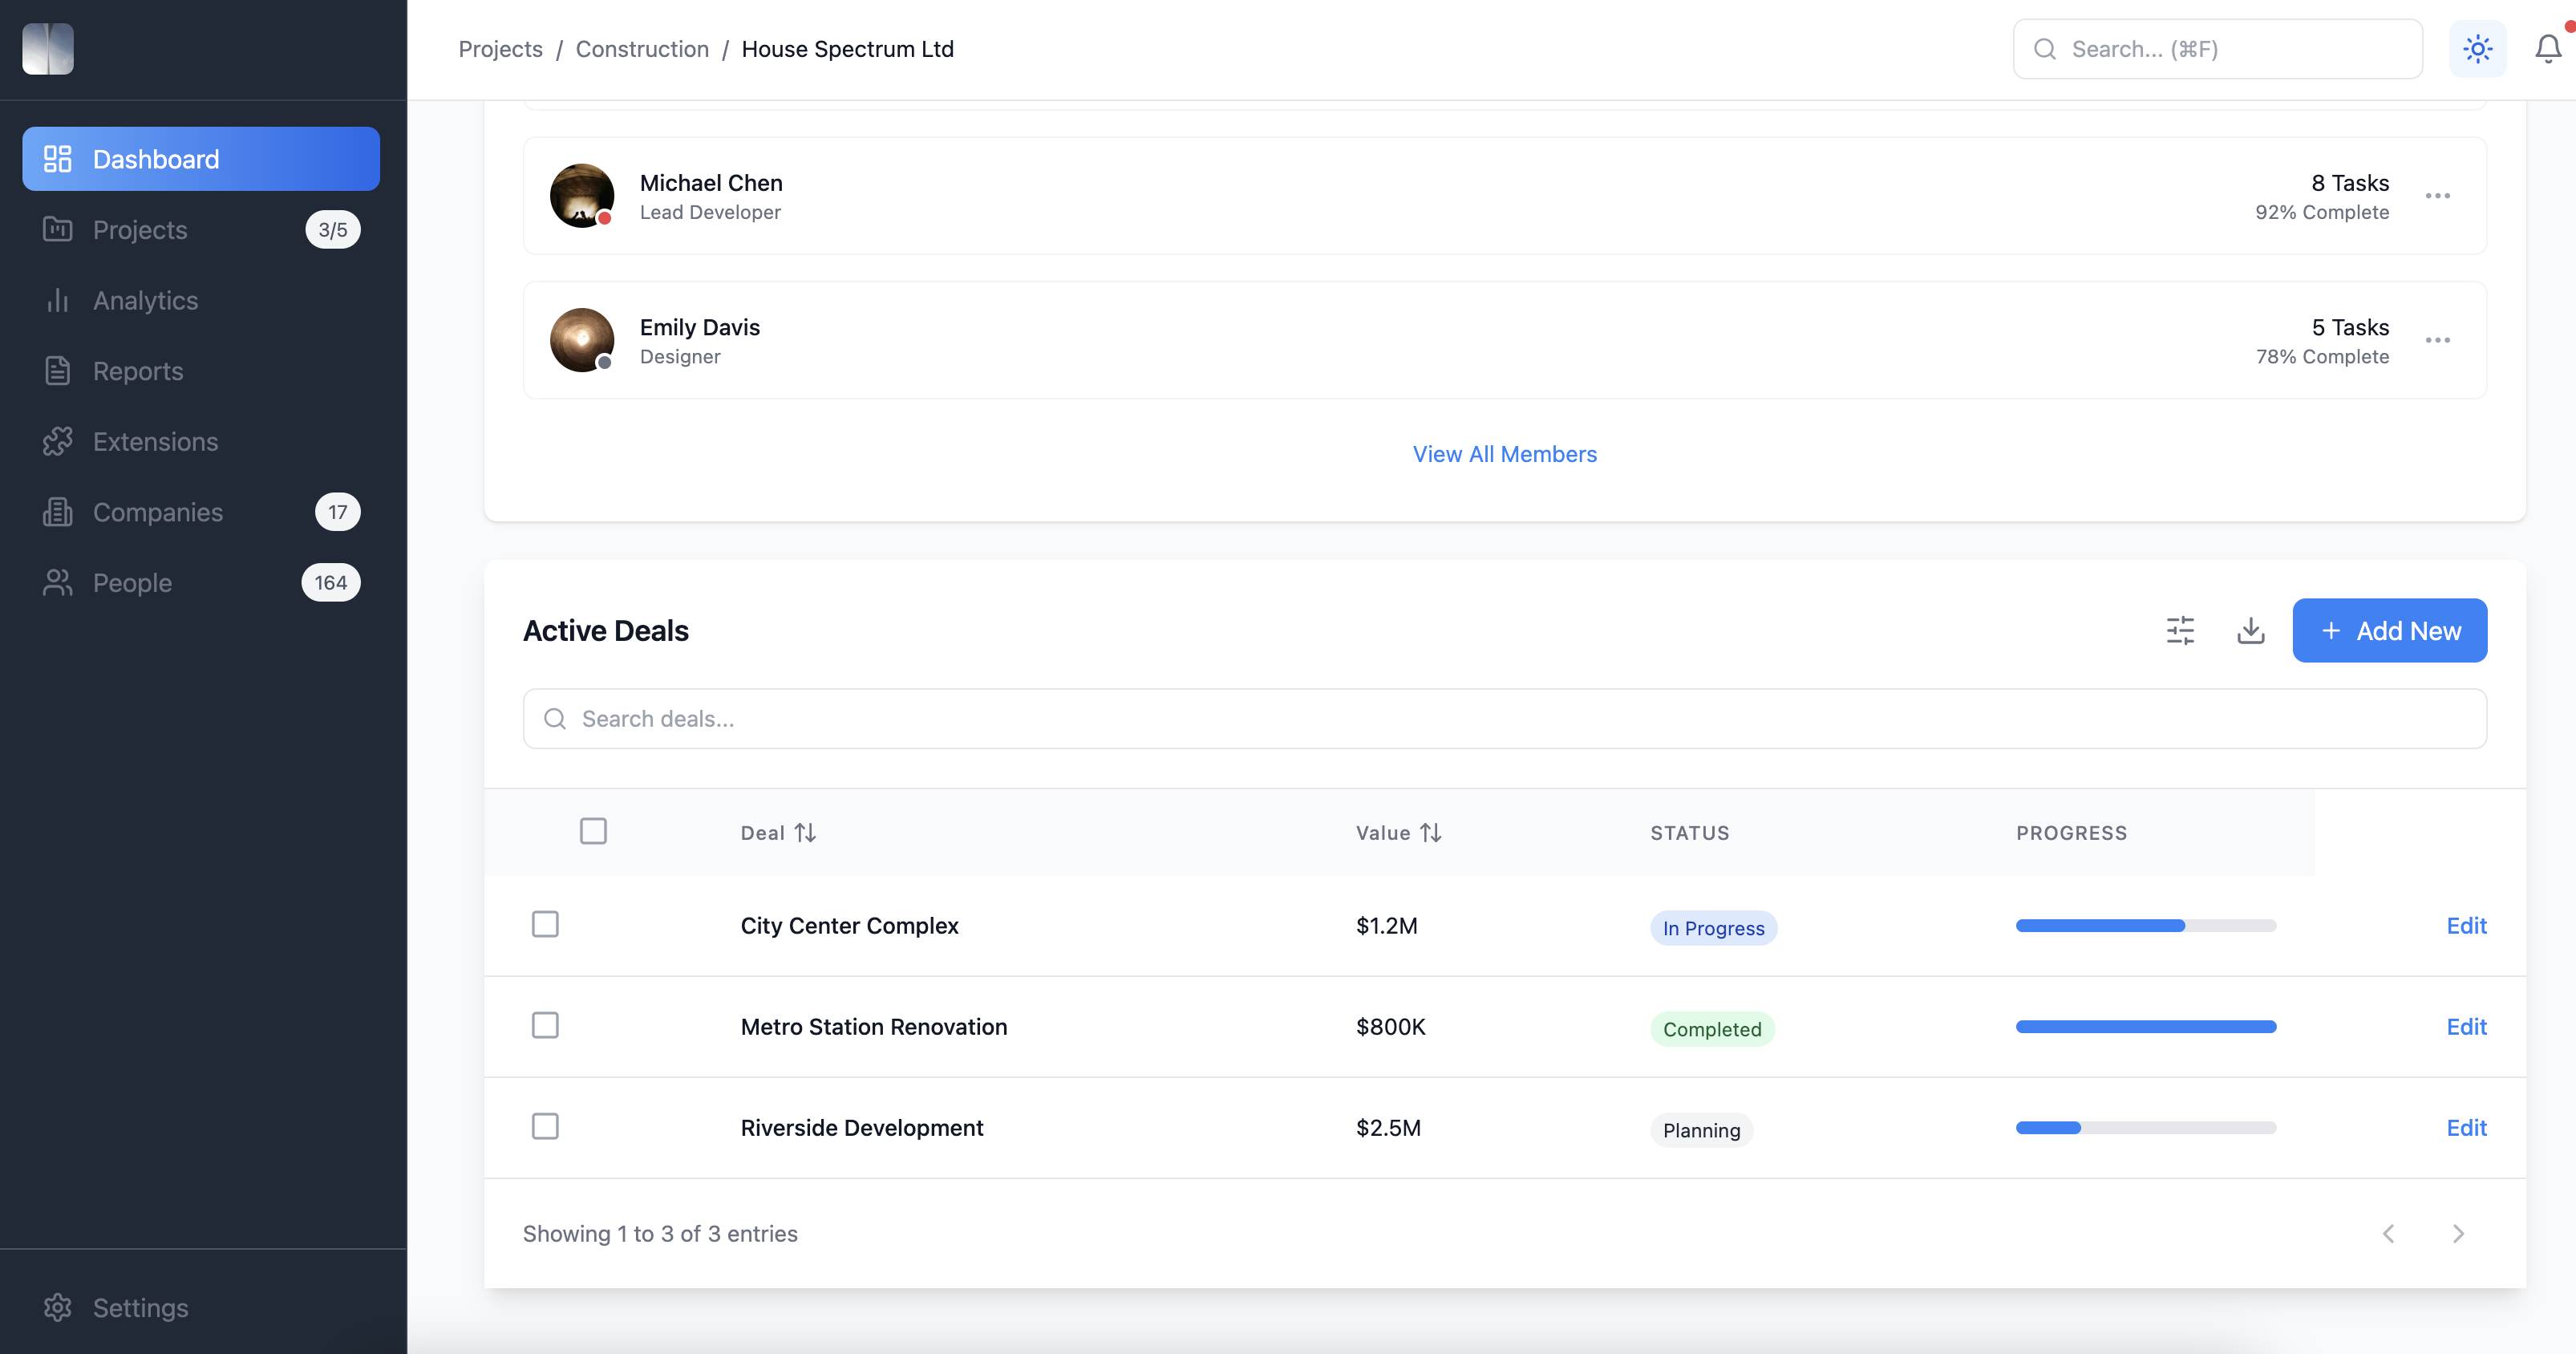 Projects / Construction / House Spectrum Ltd
Search... (⌘F)
Dashboard
Projects 3/5
Analytics
Reports
Extensions
Companies 17
People 164
Settings
Michael Chen
Lead Developer
8 Tasks
92% Complete
Emily Davis
Designer
5 Tasks
78% Complete
View All Members
Active Deals
+ Add New
Search deals...
Deal Value STATUS PROGRESS
City Center Complex $1.2M In Progress Edit
Metro Station Renovation $800K Completed Edit
Riverside Development $2.5M Planning Edit
Showing 1 to 3 of 3 entries